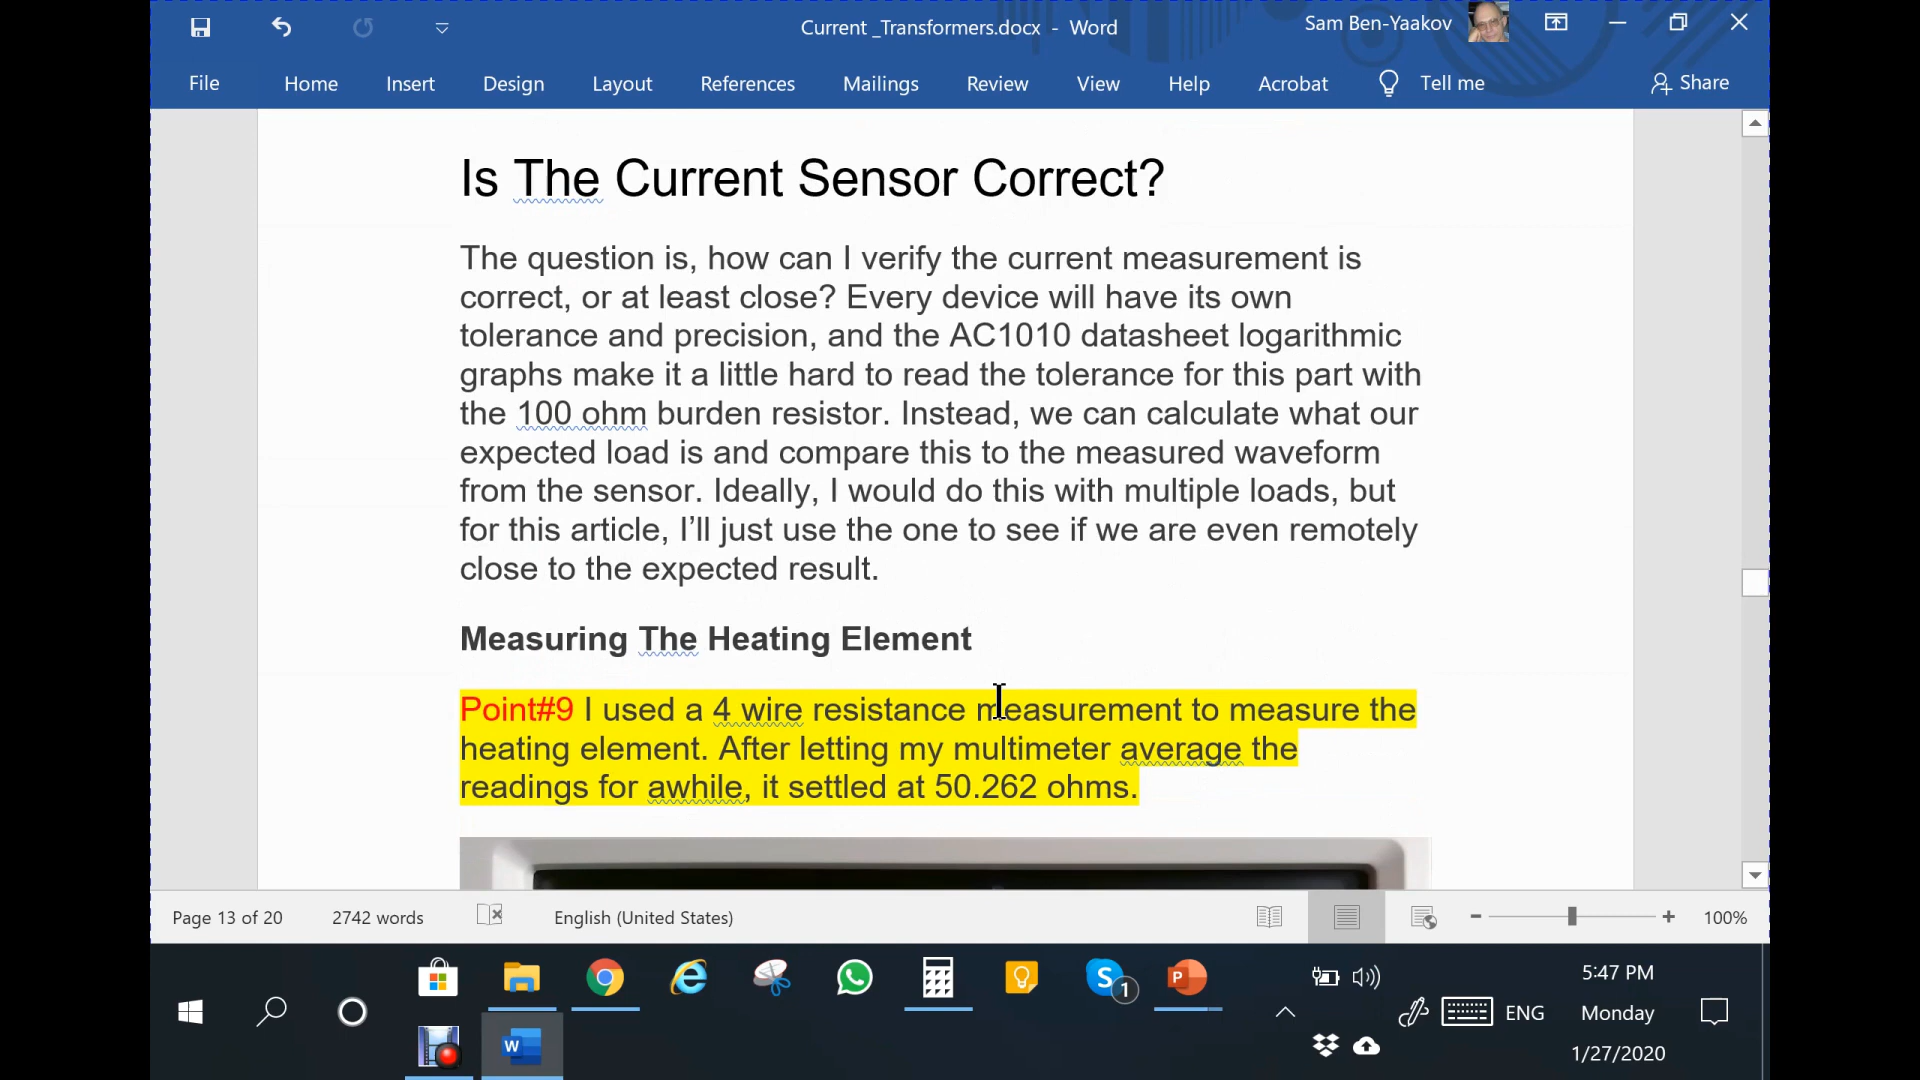 Current _Transformers.docx - Word
Sam Ben-Yaakov
File Home Insert Design Layout References Mailings Review View Help Acrobat Tell me Share
Is The Current Sensor Correct?
The question is, how can I verify the current measurement is
correct, or at least close? Every device will have its own
tolerance and precision, and the AC1010 datasheet logarithmic
graphs make it a little hard to read the tolerance for this part with
the 100 ohm burden resistor. Instead, we can calculate what our
expected load is and compare this to the measured waveform
from the sensor. Ideally, I would do this with multiple loads, but
for this article, I’ll just use the one to see if we are even remotely
close to the expected result.
Measuring The Heating Element
Point#9 I used a 4 wire resistance measurement to measure the
heating element. After letting my multimeter average the
readings for awhile, it settled at 50.262 ohms.
Page 13 of 20 2742 words English (United States) 100%
S 1 P
5:47 PM
ENG Monday
W
1/27/2020